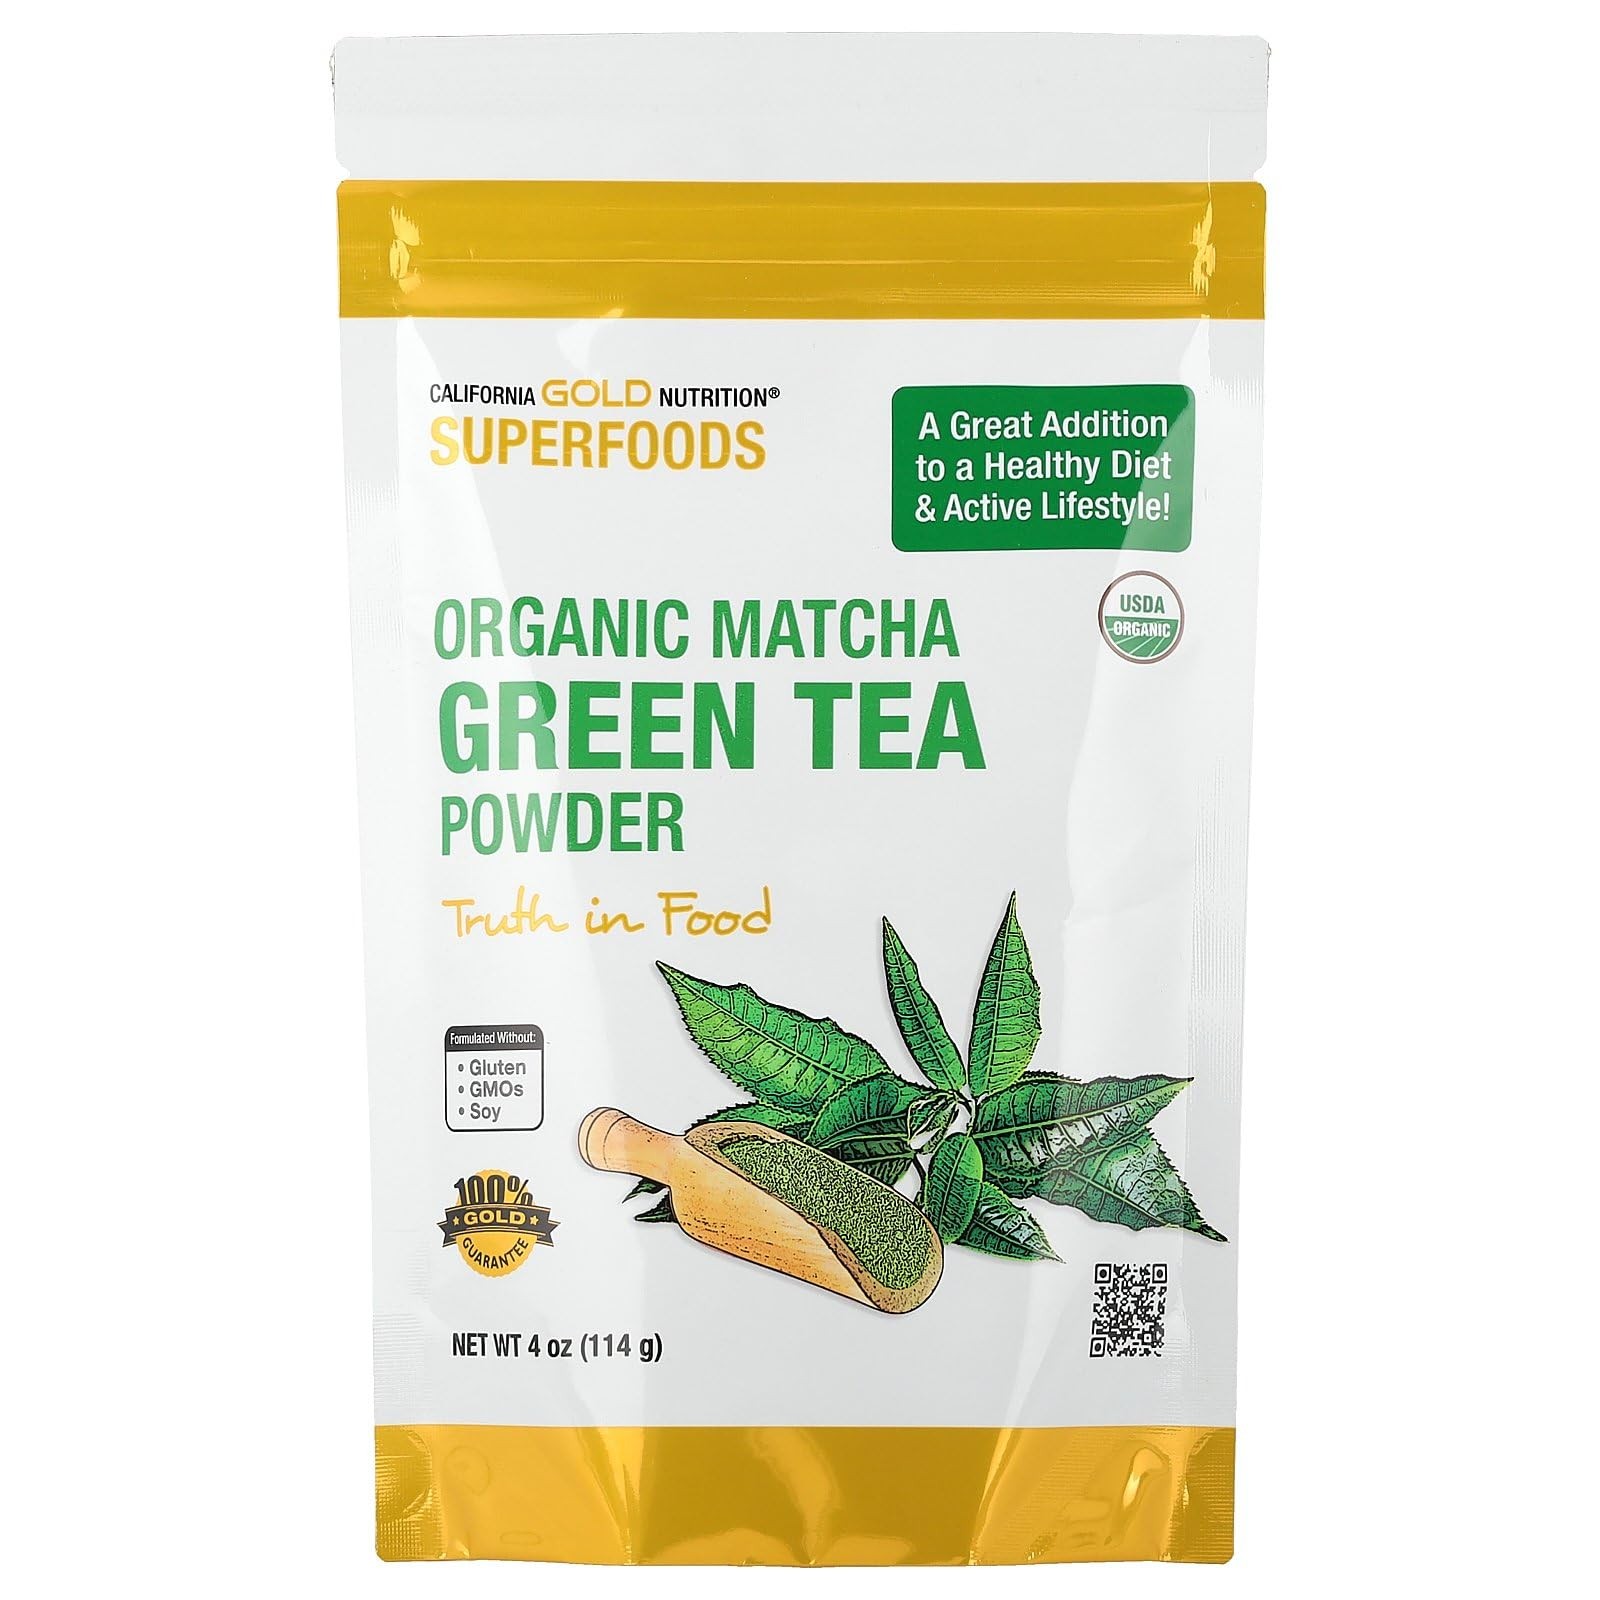 CALIFORNIA GOLD NUTRITION®
SUPERFOODS
A Great Addition
to a Healthy Diet
& Active Lifestyle!
USDA
ORGANIC
ORGANIC MATCHA
GREEN TEA
POWDER
Truth in Food
Formulated Without:
• Gluten
• GMOs
• Soy
100%
GOLD
GUARANTEE
NET WT 4 oz (114 g)